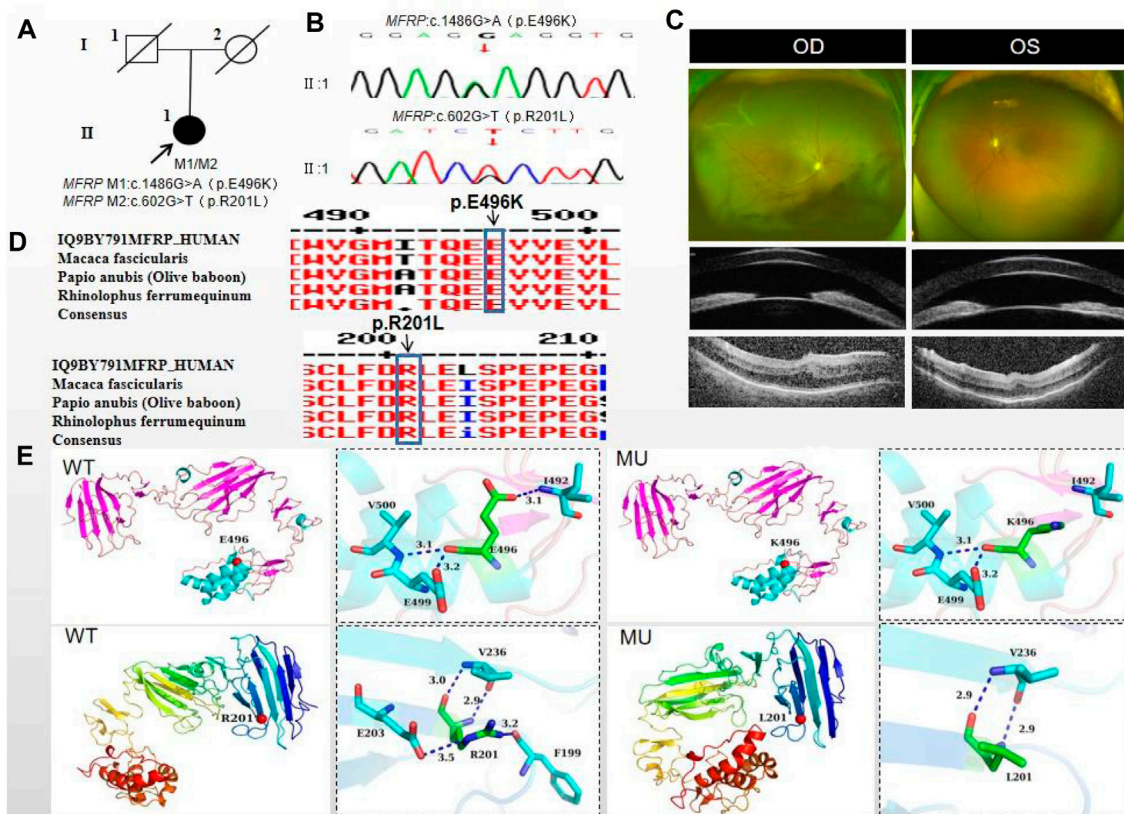 A
I
1
2
1
II
M1/M2
MFRP M1:c.1486G>A (p.E496K)
MFRP M2:c.602G>T (p.R201L)
B
MFRP:c.1486G>A (p.E496K)
G G A G G A G G T G
II:1
MFRP:c.602G>T (p.R201L)
G A T C T T C T T G
II:1
C
OD
OS
D
p.E496K
490 500
IQ9BY791MFRP_HUMAN
CWVGMITQEEVVEVL
Macaca fascicularis
CWVGMTTQEEVVEVL
Papio anubis (Olive baboon)
CWVGMATQEEVVEVL
Rhinolophus ferrumequinum
CWVGMATQEEVVEVL
Consensus
CWVGM.TQEEVVEVL
p.R201L
200 210
IQ9BY791MFRP_HUMAN
SCLFDRLELSPEPEG
Macaca fascicularis
SCLFDRLEISPEPEG
Papio anubis (Olive baboon)
SCLFDRLEISPEPEG
Rhinolophus ferrumequinum
SCLFDRLEISPEPEG
Consensus
SCLFDRLEiSPEPEG
E
WT
E496
I492
3.1
V500
3.1
E496
3.2
E499
MU
K496
I492
V500
3.1
K496
3.2
E499
WT
R201
V236
3.0
2.9
3.2
E203
3.5
R201
F199
MU
L201
V236
2.9
2.9
L201